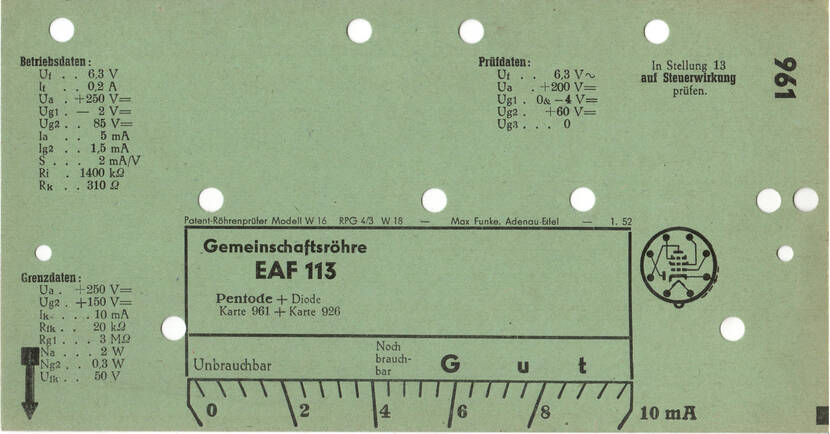 Betriebsdaten:
Uf . . 6,3 V
If . . 0,2 A
Ua . +250 V=
Ug1 . — 2 V=
Ug2 . . 85 V=
Ia . . 5 mA
Ig2 . . 1,5 mA
S . . . 2 mA/V
Ri . 1400 kΩ
Rk . . 310 Ω
Prüfdaten:
Uf . . 6,3 V~
Ua . . +200 V=
Ug1 . 0& -4 V=
Ug2 . +60 V=
Ug3 . . . 0
In Stellung 13
auf Steuerwirkung
prüfen.
961
Patent-Röhrenprüfer Modell W 16 RPG 4/3 W 18 — Max Funke, Adenau-Eifel — 1. 52
Gemeinschaftsröhre
EAF 113
Pentode + Diode
Karte 961 + Karte 926
Grenzdaten:
Ua . +250 V=
Ug2 . +150 V=
Ik . . . 10 mA
Rfk . . 20 kΩ
Rg1 . . 3 MΩ
Na . . . 2 W
Ng2 . . 0,3 W
Ufk . . 50 V
Unbrauchbar
Noch
brauch-
bar
Gut
0 2 4 6 8 10 mA